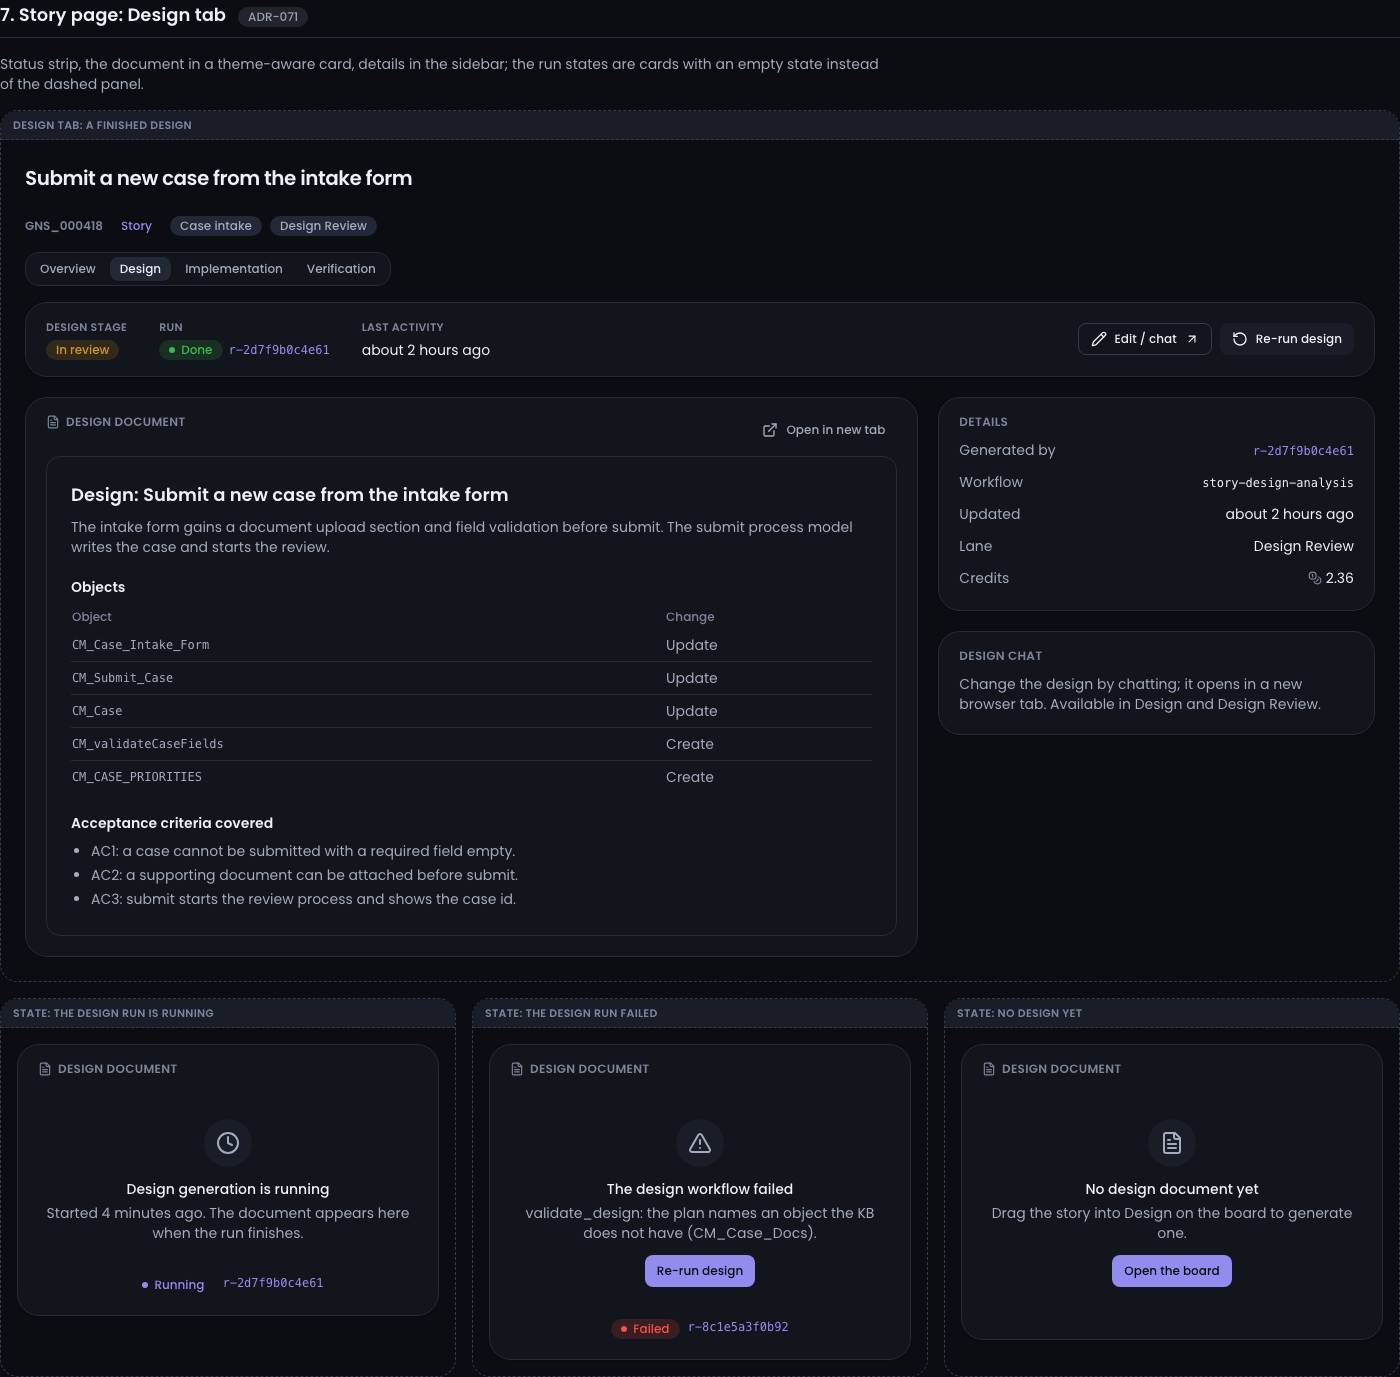 7. Story page: Design tab ADR-071
Status strip, the document in a theme-aware card, details in the sidebar; the run states are cards with an empty state instead
of the dashed panel.
DESIGN TAB: A FINISHED DESIGN
Submit a new case from the intake form
GNS_000418 Story Case intake Design Review
Overview Design Implementation Verification
DESIGN STAGE RUN LAST ACTIVITY
In review Done r-2d7f9b0c4e61 about 2 hours ago
Edit / chat Re-run design
DESIGN DOCUMENT
Open in new tab
Design: Submit a new case from the intake form
The intake form gains a document upload section and field validation before submit. The submit process model
writes the case and starts the review.
Objects
Object Change
CM_Case_Intake_Form Update
CM_Submit_Case Update
CM_Case Update
CM_validateCaseFields Create
CM_CASE_PRIORITIES Create
Acceptance criteria covered
• AC1: a case cannot be submitted with a required field empty.
• AC2: a supporting document can be attached before submit.
• AC3: submit starts the review process and shows the case id.
DETAILS
Generated by r-2d7f9b0c4e61
Workflow story-design-analysis
Updated about 2 hours ago
Lane Design Review
Credits 2.36
DESIGN CHAT
Change the design by chatting; it opens in a new
browser tab. Available in Design and Design Review.
STATE: THE DESIGN RUN IS RUNNING
DESIGN DOCUMENT
Design generation is running
Started 4 minutes ago. The document appears here
when the run finishes.
Running r-2d7f9b0c4e61
STATE: THE DESIGN RUN FAILED
DESIGN DOCUMENT
The design workflow failed
validate_design: the plan names an object the KB
does not have (CM_Case_Docs).
Re-run design
Failed r-8c1e5a3f0b92
STATE: NO DESIGN YET
DESIGN DOCUMENT
No design document yet
Drag the story into Design on the board to generate
one.
Open the board